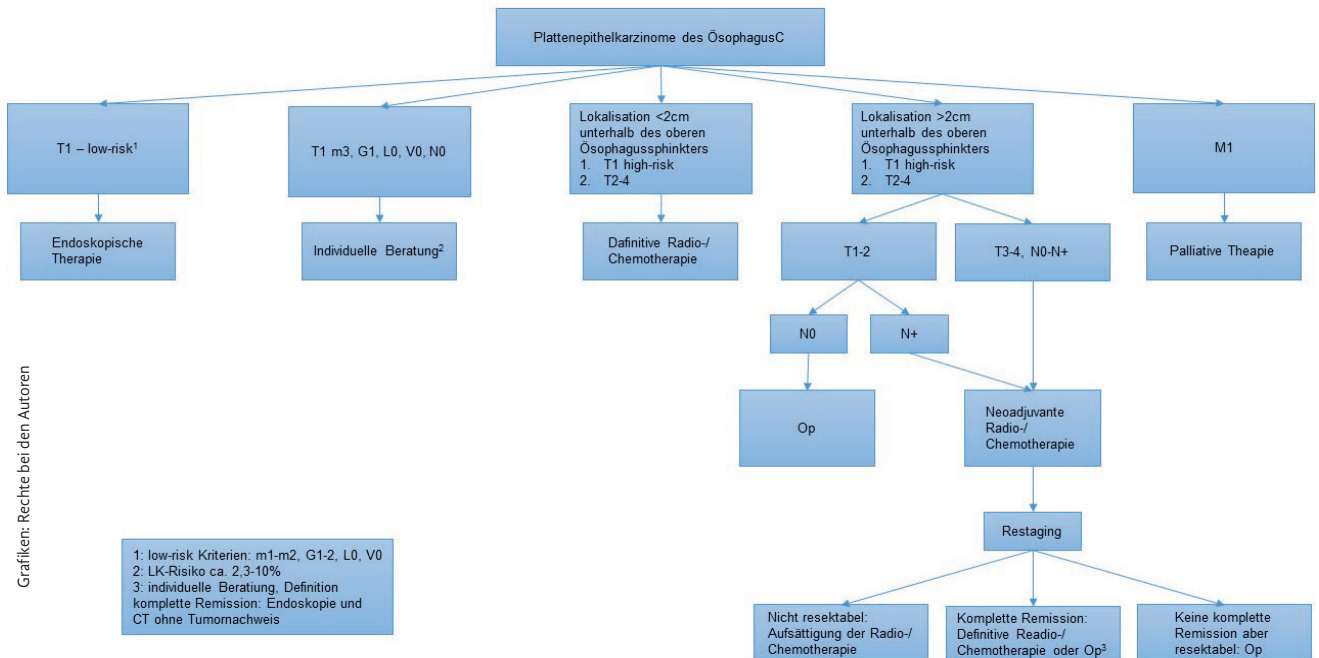 Plattenepithelkarzinome des ÖsophagusC
T1 – low-risk¹
T1 m3, G1, L0, V0, N0
Lokalisation <2cm
unterhalb des oberen
Ösophagussphinkters
1. T1 high-risk
2. T2-4
Lokalisation >2cm
unterhalb des oberen
Ösophagussphinkters
1. T1 high-risk
2. T2-4
M1
Endoskopische
Therapie
Individuelle Beratung²
Dafinitive Radio-/
Chemotherapie
T1-2
T3-4, N0-N+
Palliative Theapie
N0
N+
Op
Neoadjuvante
Radio-/
Chemotherapie
Restaging
Nicht resektabel:
Aufsättigung der Radio-/
Chemotherapie
Komplette Remission:
Definitive Readio-/
Chemotherapie oder Op³
Keine komplette
Remission aber
resektabel: Op
1: low-risk Kriterien: m1-m2, G1-2, L0, V0
2: LK-Risiko ca. 2,3-10%
3: individuelle Beratiung, Definition
komplette Remission: Endoskopie und
CT ohne Tumornachweis
Grafiken: Rechte bei den Autoren